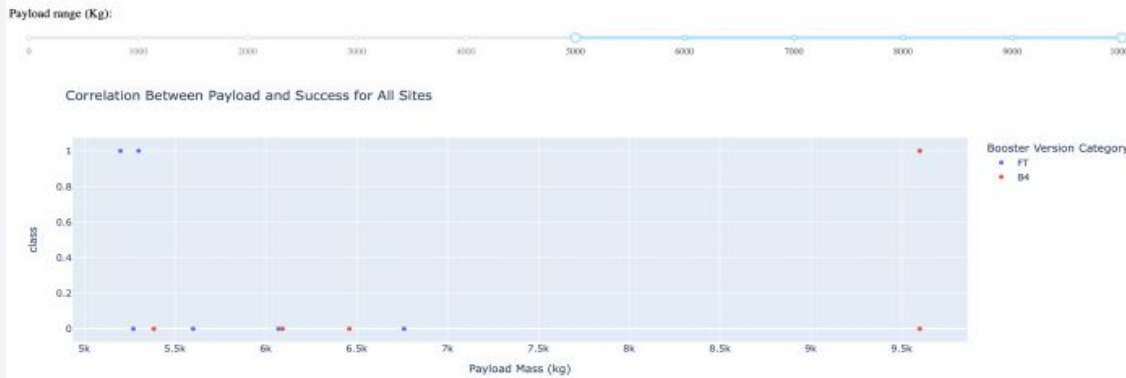 Payload range (Kg):
0 1000 2000 3000 4000 5000 6000 7000 8000 9000
Correlation Between Payload and Success for All Sites
1
0.8
0.6
0.4
0.2
0
class
5k 5.5k 6k 6.5k 7k 7.5k 8k 8.5k 9k 9.5k
Payload Mass (kg)
Booster Version Category
FT
B4